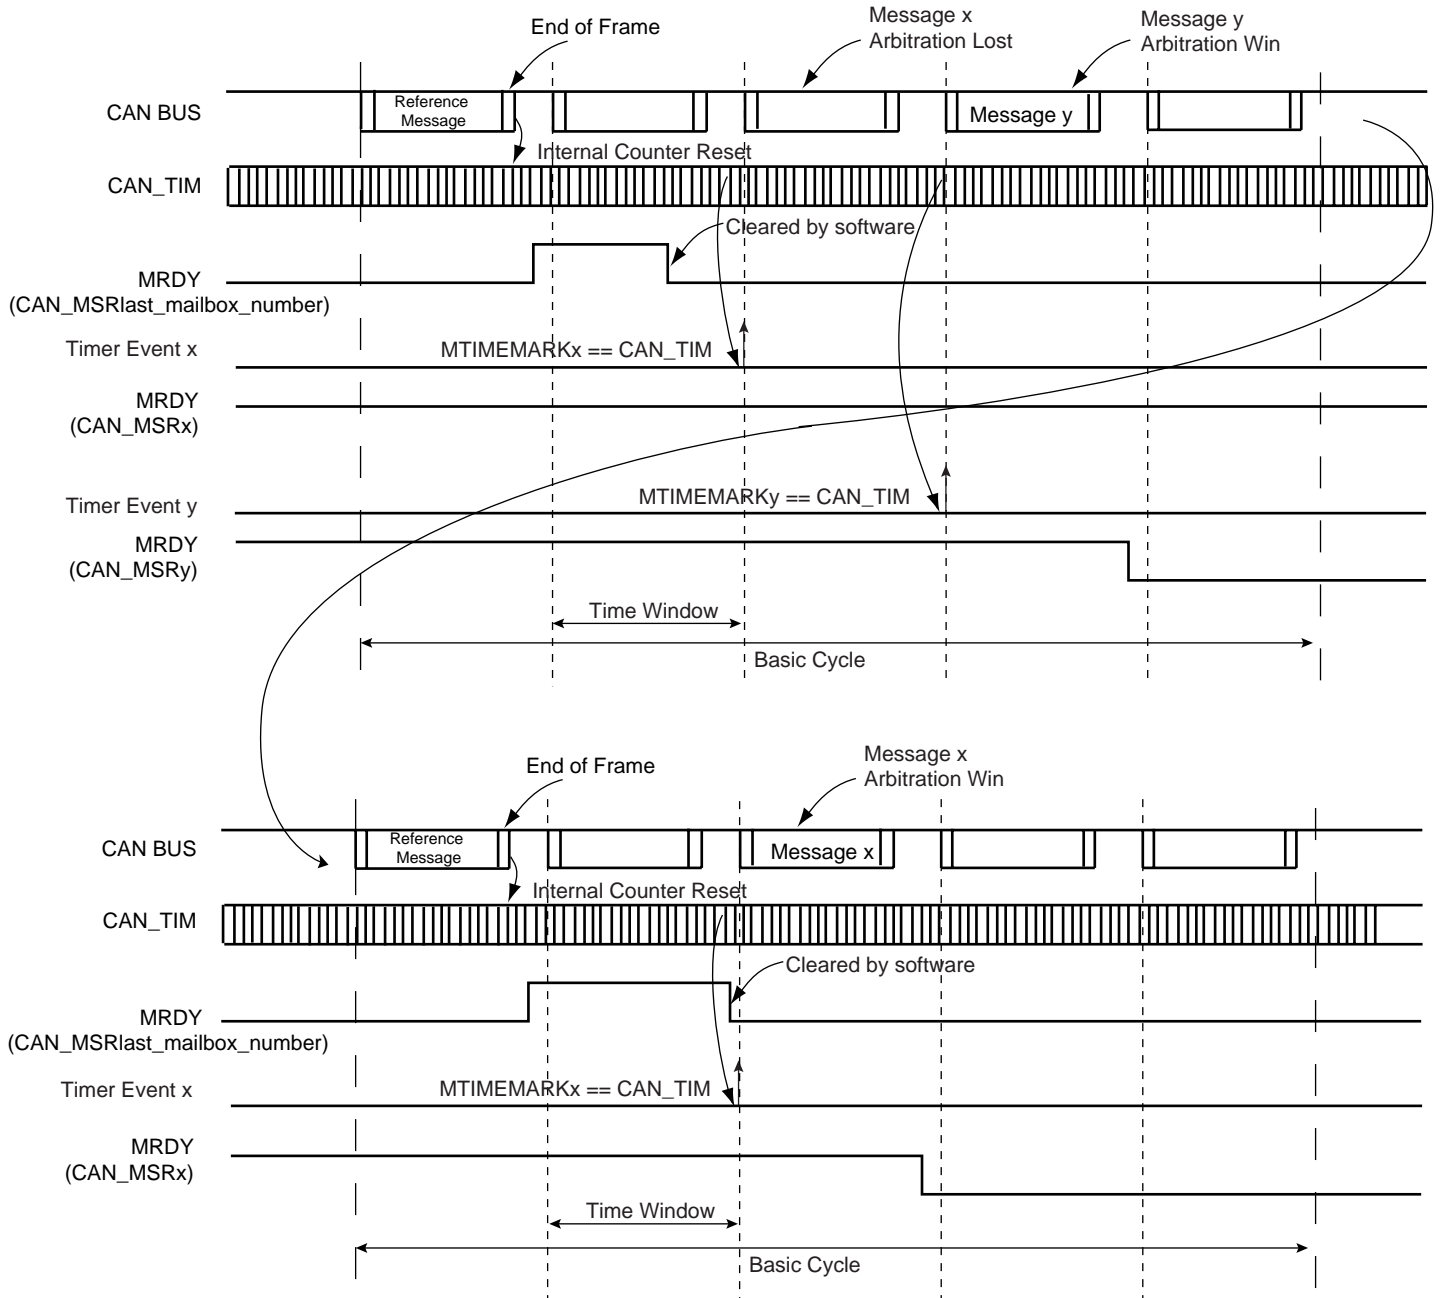 End of Frame
Message x
Arbitration Lost
Message y
Arbitration Win
CAN BUS
Reference
Message
Message y
Internal Counter Reset
CAN_TIM
Cleared by software
MRDY
(CAN_MSRlast_mailbox_number)
Timer Event x
MTIMEMARKx == CAN_TIM
MRDY
(CAN_MSRx)
Timer Event y
MTIMEMARKy == CAN_TIM
MRDY
(CAN_MSRy)
Time Window
Basic Cycle
End of Frame
Message x
Arbitration Win
CAN BUS
Reference
Message
Message x
Internal Counter Reset
CAN_TIM
Cleared by software
MRDY
(CAN_MSRlast_mailbox_number)
Timer Event x
MTIMEMARKx == CAN_TIM
MRDY
(CAN_MSRx)
Time Window
Basic Cycle